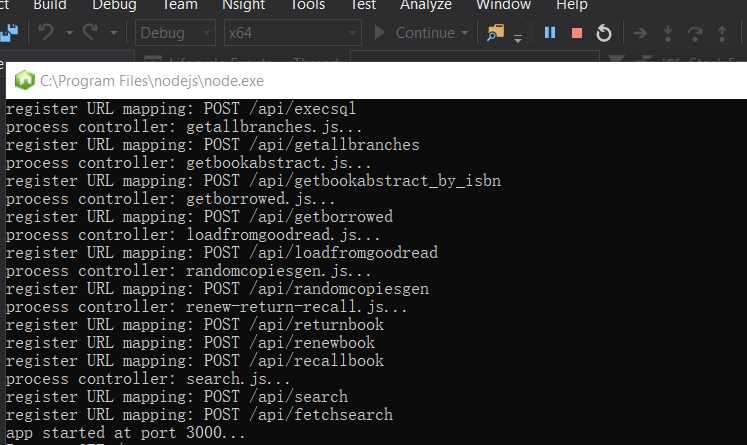 Build Debug Team Nsight Tools Test Analyze Window Help
Debug x64 Continue
C:\Program Files\nodejs\node.exe
register URL mapping: POST /api/execsql
process controller: getallbranches.js...
register URL mapping: POST /api/getallbranches
process controller: getbookabstract.js...
register URL mapping: POST /api/getbookabstract_by_isbn
process controller: getborrowed.js...
register URL mapping: POST /api/getborrowed
process controller: loadfromgoodread.js...
register URL mapping: POST /api/loadfromgoodread
process controller: randomcopiesgen.js...
register URL mapping: POST /api/randomcopiesgen
process controller: renew-return-recall.js...
register URL mapping: POST /api/returnbook
register URL mapping: POST /api/renewbook
register URL mapping: POST /api/recallbook
process controller: search.js...
register URL mapping: POST /api/search
register URL mapping: POST /api/fetchsearch
app started at port 3000...